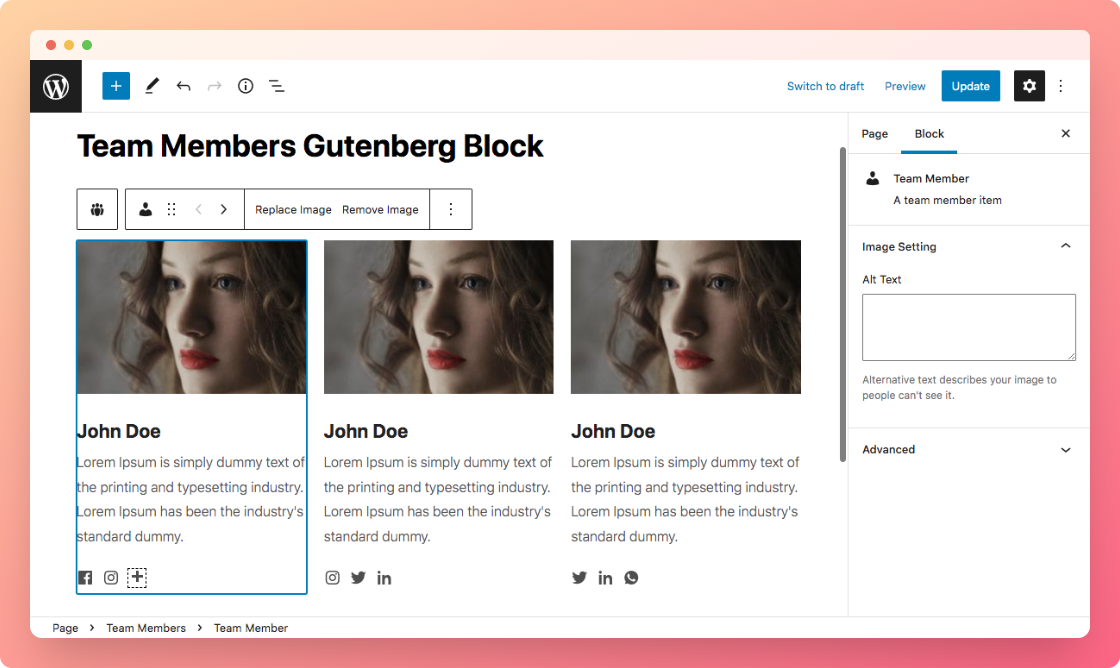 Switch to draft
Preview
Update
Team Members Gutenberg Block
Replace Image Remove Image
John Doe
Lorem Ipsum is simply dummy text of
the printing and typesetting industry.
Lorem Ipsum has been the industry's
standard dummy.
John Doe
Lorem Ipsum is simply dummy text of
the printing and typesetting industry.
Lorem Ipsum has been the industry's
standard dummy.
John Doe
Lorem Ipsum is simply dummy text of
the printing and typesetting industry.
Lorem Ipsum has been the industry's
standard dummy.
Page Block
Team Member
A team member item
Image Setting
Alt Text
Alternative text describes your image to
people can't see it.
Advanced
Page > Team Members > Team Member